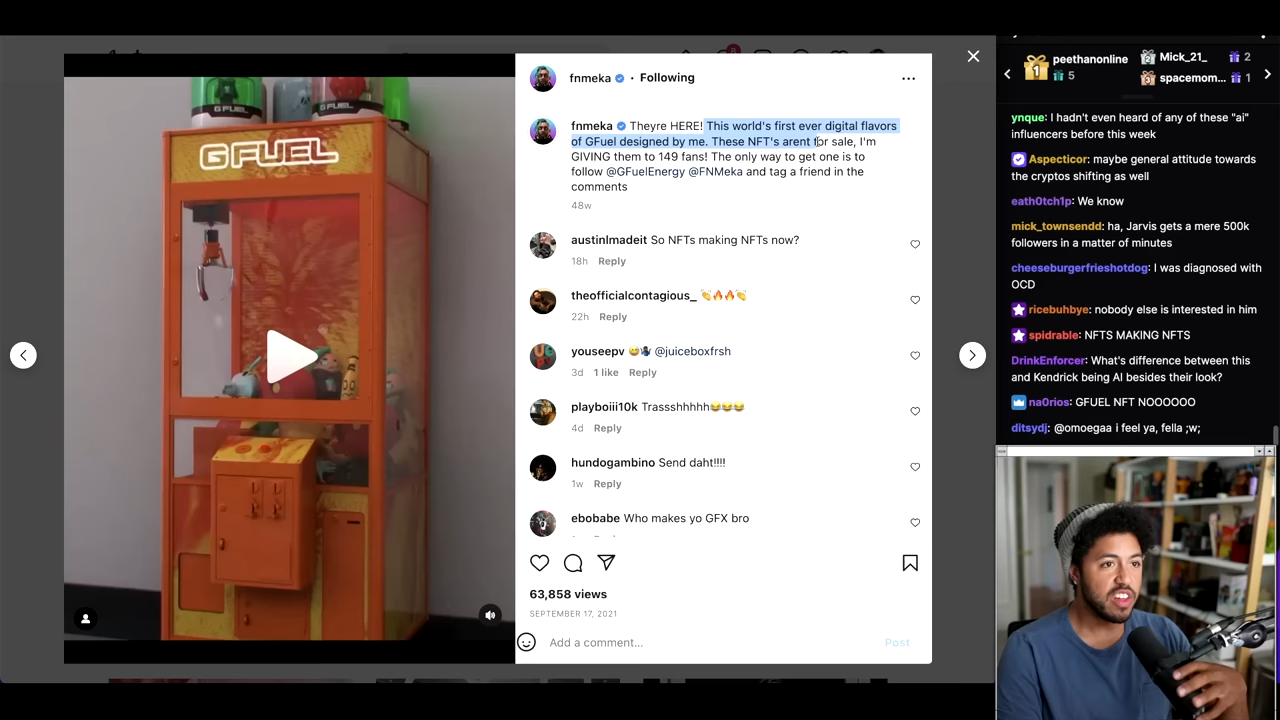 G FUEL
G FUEL
GFUEL
fnmeka • Following
fnmeka Theyre HERE! This world's first ever digital flavors
of GFuel designed by me. These NFT's arent for sale, I'm
GIVING them to 149 fans! The only way to get one is to
follow @GFuelEnergy @FNMeka and tag a friend in the
comments
48w
austinlmadeit So NFTs making NFTs now?
18h Reply
theofficialcontagious_ 👏🔥🔥👏
22h Reply
youseepv @juiceboxfrsh
3d 1 like Reply
playboiii10k Trassshhhhh😂😂😂
4d Reply
hundogambino Send daht!!!!
1w Reply
ebobabe Who makes yo GFX bro
63,858 views
SEPTEMBER 17, 2021
Add a comment...
Post
1 peethanonline
5
2 Mick_21_ 2
3 spacemom... 1
ynque: I hadn't even heard of any of these "ai"
influencers before this week
Aspecticor: maybe general attitude towards
the cryptos shifting as well
eath0tch1p: We know
mick_townsendd: ha, Jarvis gets a mere 500k
followers in a matter of minutes
cheeseburgerfrieshotdog: I was diagnosed with
OCD
ricebuhbye: nobody else is interested in him
spidrable: NFTS MAKING NFTS
DrinkEnforcer: What's difference between this
and Kendrick being AI besides their look?
na0rios: GFUEL NFT NOOOOOO
ditsydj: @omoegaa i feel ya, fella ;w;